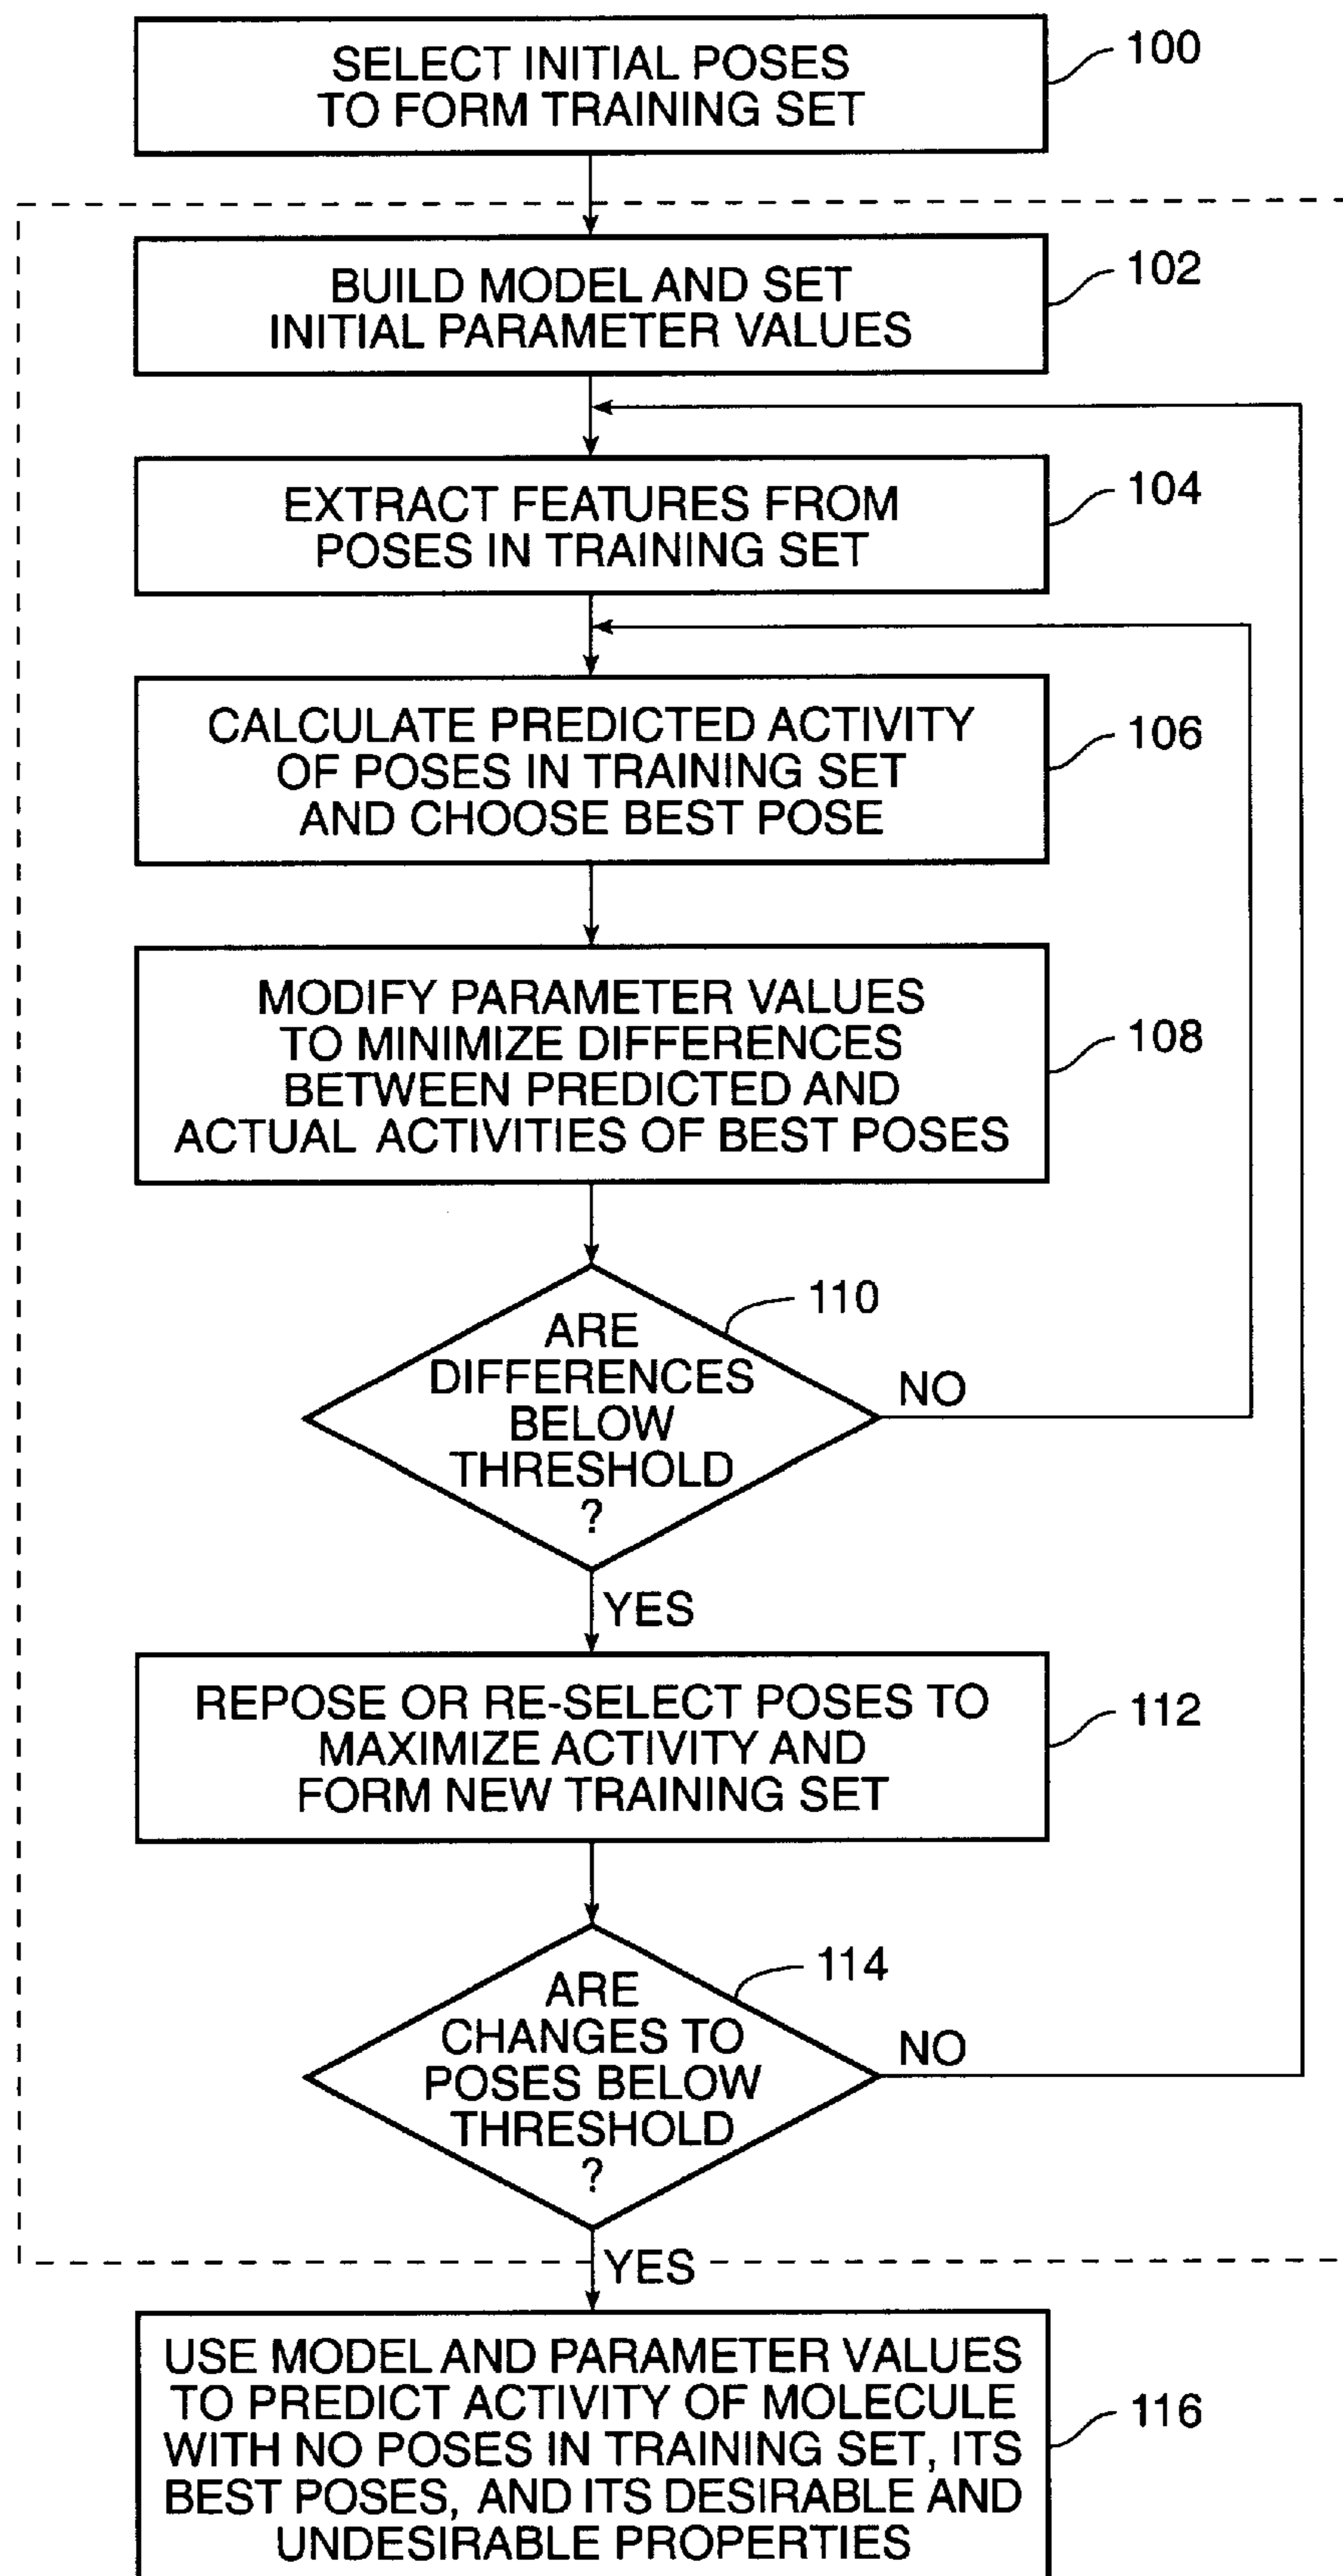 SELECT INITIAL POSES
TO FORM TRAINING SET
100
BUILD MODEL AND SET
INITIAL PARAMETER VALUES
102
EXTRACT FEATURES FROM
POSES IN TRAINING SET
104
CALCULATE PREDICTED ACTIVITY
OF POSES IN TRAINING SET
AND CHOOSE BEST POSE
106
MODIFY PARAMETER VALUES
TO MINIMIZE DIFFERENCES
BETWEEN PREDICTED AND
ACTUAL ACTIVITIES OF BEST POSES
108
ARE
DIFFERENCES
BELOW
THRESHOLD
?
110
NO
YES
REPOSE OR RE-SELECT POSES TO
MAXIMIZE ACTIVITY AND
FORM NEW TRAINING SET
112
ARE
CHANGES TO
POSES BELOW
THRESHOLD
?
114
NO
YES
USE MODEL AND PARAMETER VALUES
TO PREDICT ACTIVITY OF MOLECULE
WITH NO POSES IN TRAINING SET, ITS
BEST POSES, AND ITS DESIRABLE AND
UNDESIRABLE PROPERTIES
116